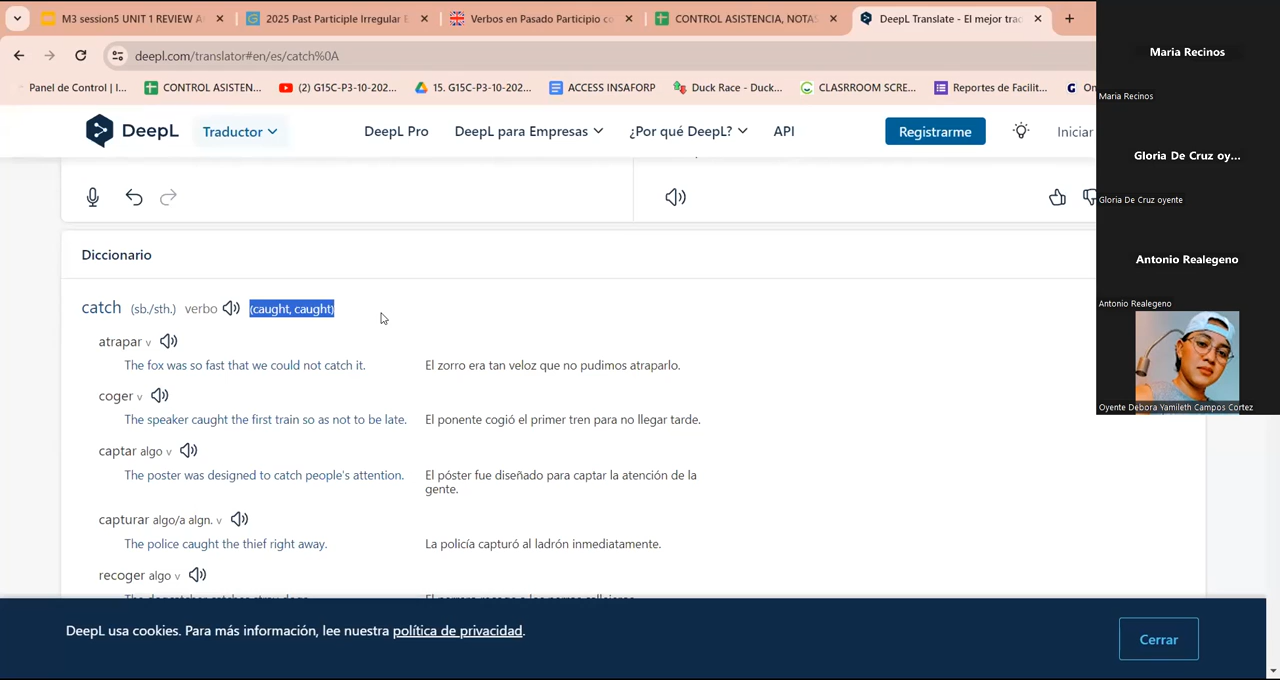 M3 session5 UNIT 1 REVIEW A
2025 Past Participle Irregular E
Verbos en Pasado Participio co
CONTROL ASISTENCIA, NOTAS
DeepL Translate - El mejor trad
deepl.com/translator#en/es/catch%0A
Panel de Control | I...
CONTROL ASISTEN...
(2) G15C-P3-10-202...
15. G15C-P3-10-202...
ACCESS INSAFORP
Duck Race - Duck...
CLASRROOM SCRE...
Reportes de Facilit...
DeepL
Traductor
DeepL Pro
DeepL para Empresas
¿Por qué DeepL?
API
Registrarme
Iniciar
Diccionario
catch (sb./sth.) verbo (caught, caught)
atrapar v
The fox was so fast that we could not catch it.
El zorro era tan veloz que no pudimos atraparlo.
coger v
The speaker caught the first train so as not to be late.
El ponente cogió el primer tren para no llegar tarde.
captar algo v
The poster was designed to catch people's attention.
El póster fue diseñado para captar la atención de la
gente.
capturar algo/a algn. v
The police caught the thief right away.
La policía capturó al ladrón inmediatamente.
recoger algo v
DeepL usa cookies. Para más información, lee nuestra política de privacidad.
Cerrar
Maria Recinos
Maria Recinos
Gloria De Cruz oy...
Gloria De Cruz oyente
Antonio Realegeno
Antonio Realegeno
Oyente Debora Yamileth Campos Cortez